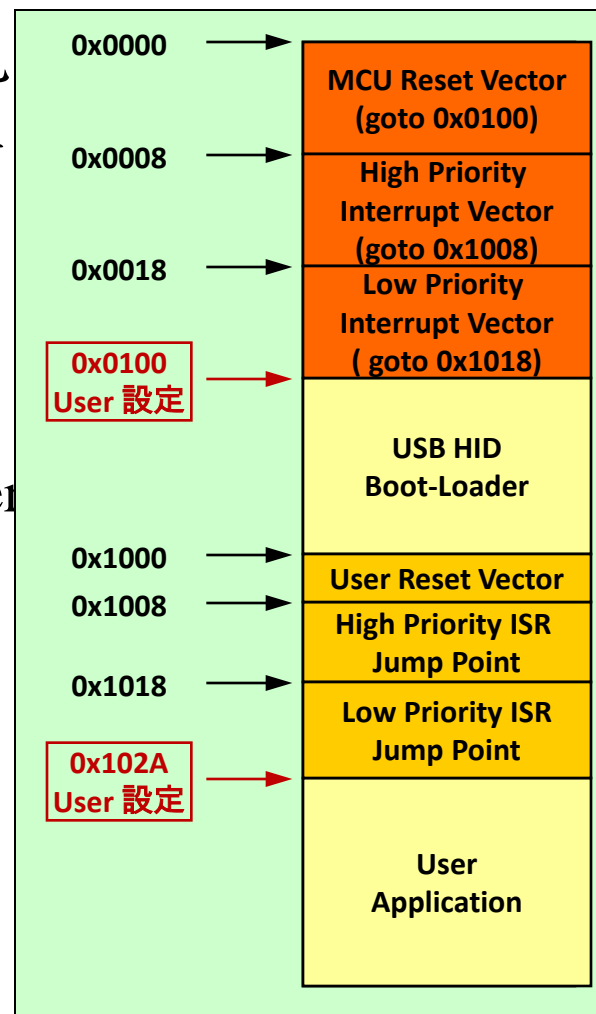 0x0000
MCU Reset Vector
(goto 0x0100)
0x0008
High Priority
Interrupt Vector
(goto 0x1008)
0x0018
Low Priority
Interrupt Vector
( goto 0x1018)
0x0100
User 設定
USB HID
Boot-Loader
0x1000
User Reset Vector
0x1008
High Priority ISR
Jump Point
0x1018
Low Priority ISR
Jump Point
0x102A
User 設定
User
Application